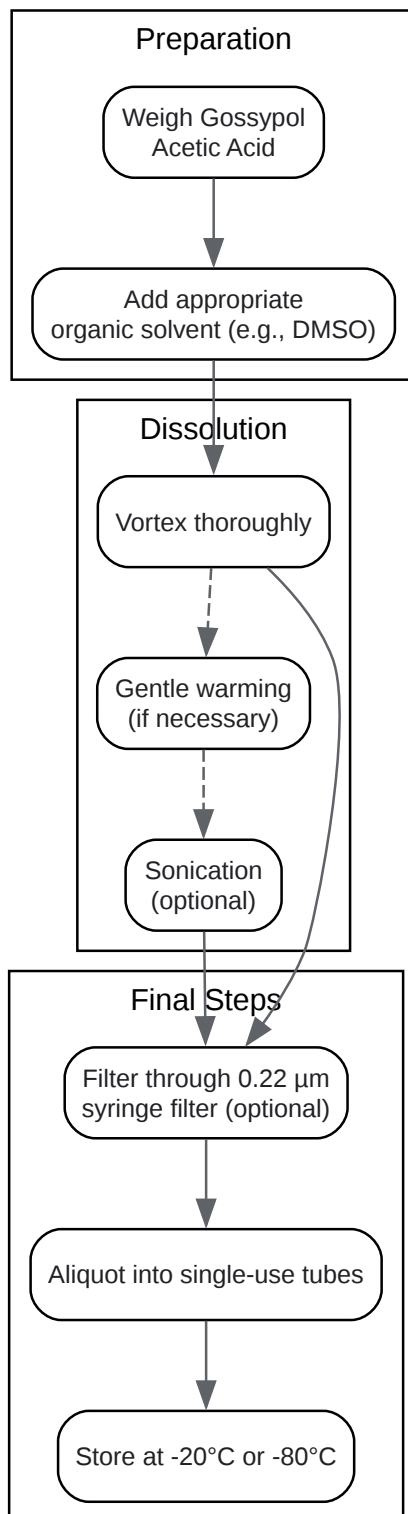 Preparation
Weigh Gossypol
Acetic Acid
Add appropriate
organic solvent (e.g., DMSO)
Dissolution
Vortex thoroughly
Gentle warming
(if necessary)
Sonication
(optional)
Final Steps
Filter through 0.22 µm
syringe filter (optional)
Aliquot into single-use tubes
Store at -20°C or -80°C